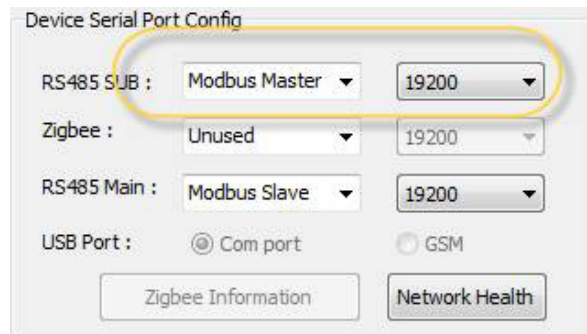 Device Serial Port Config
RS485 SUB : Modbus Master 19200
Zigbee : Unused 19200
RS485 Main : Modbus Slave 19200
USB Port : Com port GSM
Zigbee Information Network Health